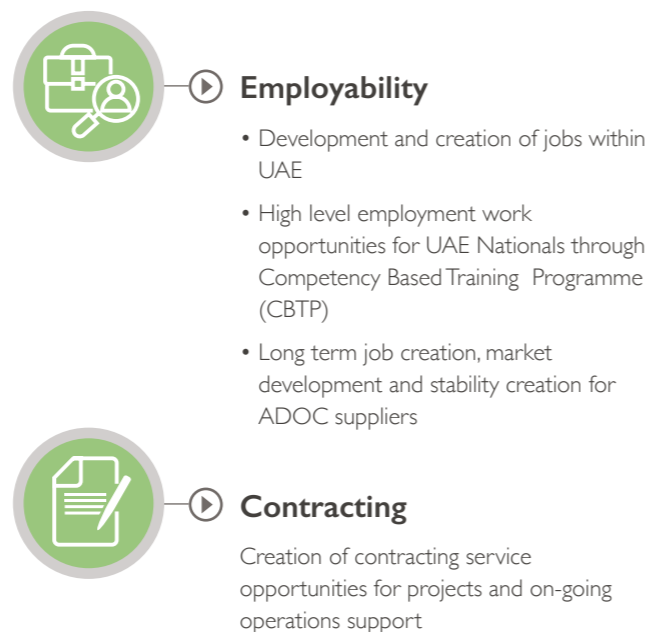 Employability
• Development and creation of jobs within
UAE
• High level employment work
opportunities for UAE Nationals through
Competency Based Training Programme
(CBTP)
• Long term job creation, market
development and stability creation for
ADOC suppliers
Contracting
Creation of contracting service
opportunities for projects and on-going
operations support